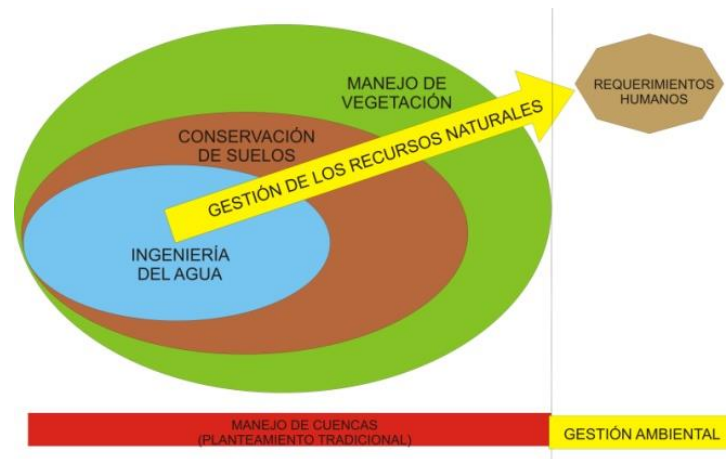 MANEJO DE
VEGETACIÓN
CONSERVACIÓN
DE SUELOS
INGENIERÍA
DEL AGUA
GESTIÓN DE LOS RECURSOS NATURALES
REQUERIMIENTOS
HUMANOS
MANEJO DE CUENCAS
(PLANTEAMIENTO TRADICIONAL)
GESTIÓN AMBIENTAL